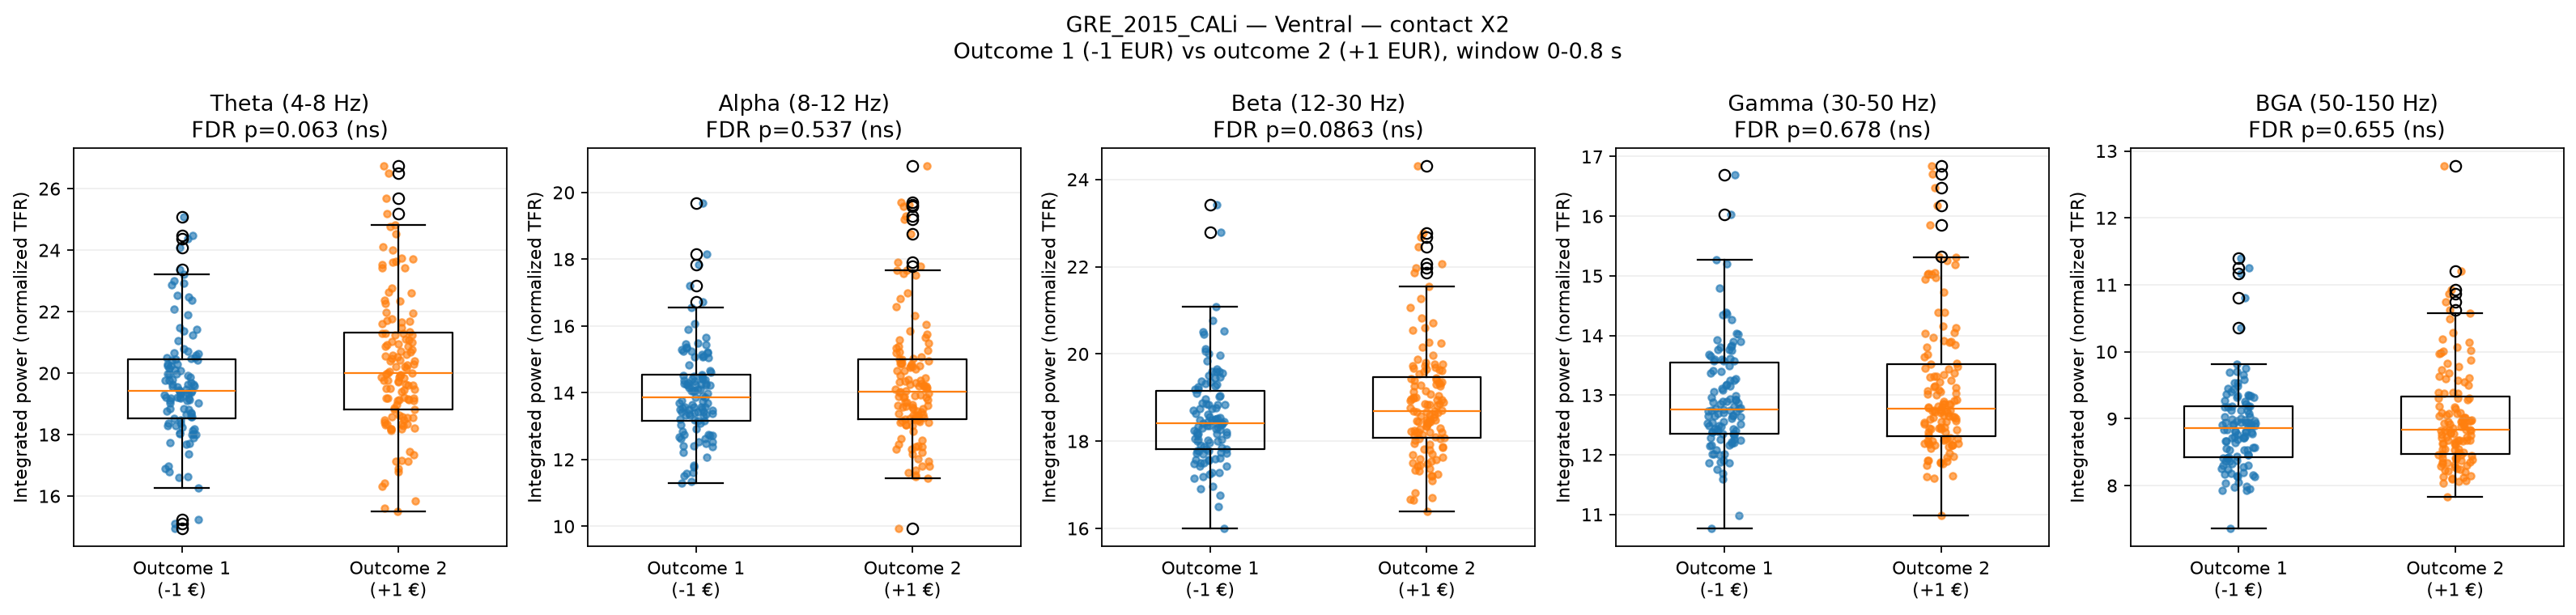 GRE_2015_CALi — Ventral — contact X2
Outcome 1 (-1 EUR) vs outcome 2 (+1 EUR), window 0-0.8 s
Theta (4-8 Hz)
FDR p=0.063 (ns)
Integrated power (normalized TFR)
26
24
22
20
18
16
Outcome 1
(-1 €)
Outcome 2
(+1 €)
Alpha (8-12 Hz)
FDR p=0.537 (ns)
Integrated power (normalized TFR)
20
18
16
14
12
10
Outcome 1
(-1 €)
Outcome 2
(+1 €)
Beta (12-30 Hz)
FDR p=0.0863 (ns)
Integrated power (normalized TFR)
24
22
20
18
16
Outcome 1
(-1 €)
Outcome 2
(+1 €)
Gamma (30-50 Hz)
FDR p=0.678 (ns)
Integrated power (normalized TFR)
17
16
15
14
13
12
11
Outcome 1
(-1 €)
Outcome 2
(+1 €)
BGA (50-150 Hz)
FDR p=0.655 (ns)
Integrated power (normalized TFR)
13
12
11
10
9
8
Outcome 1
(-1 €)
Outcome 2
(+1 €)